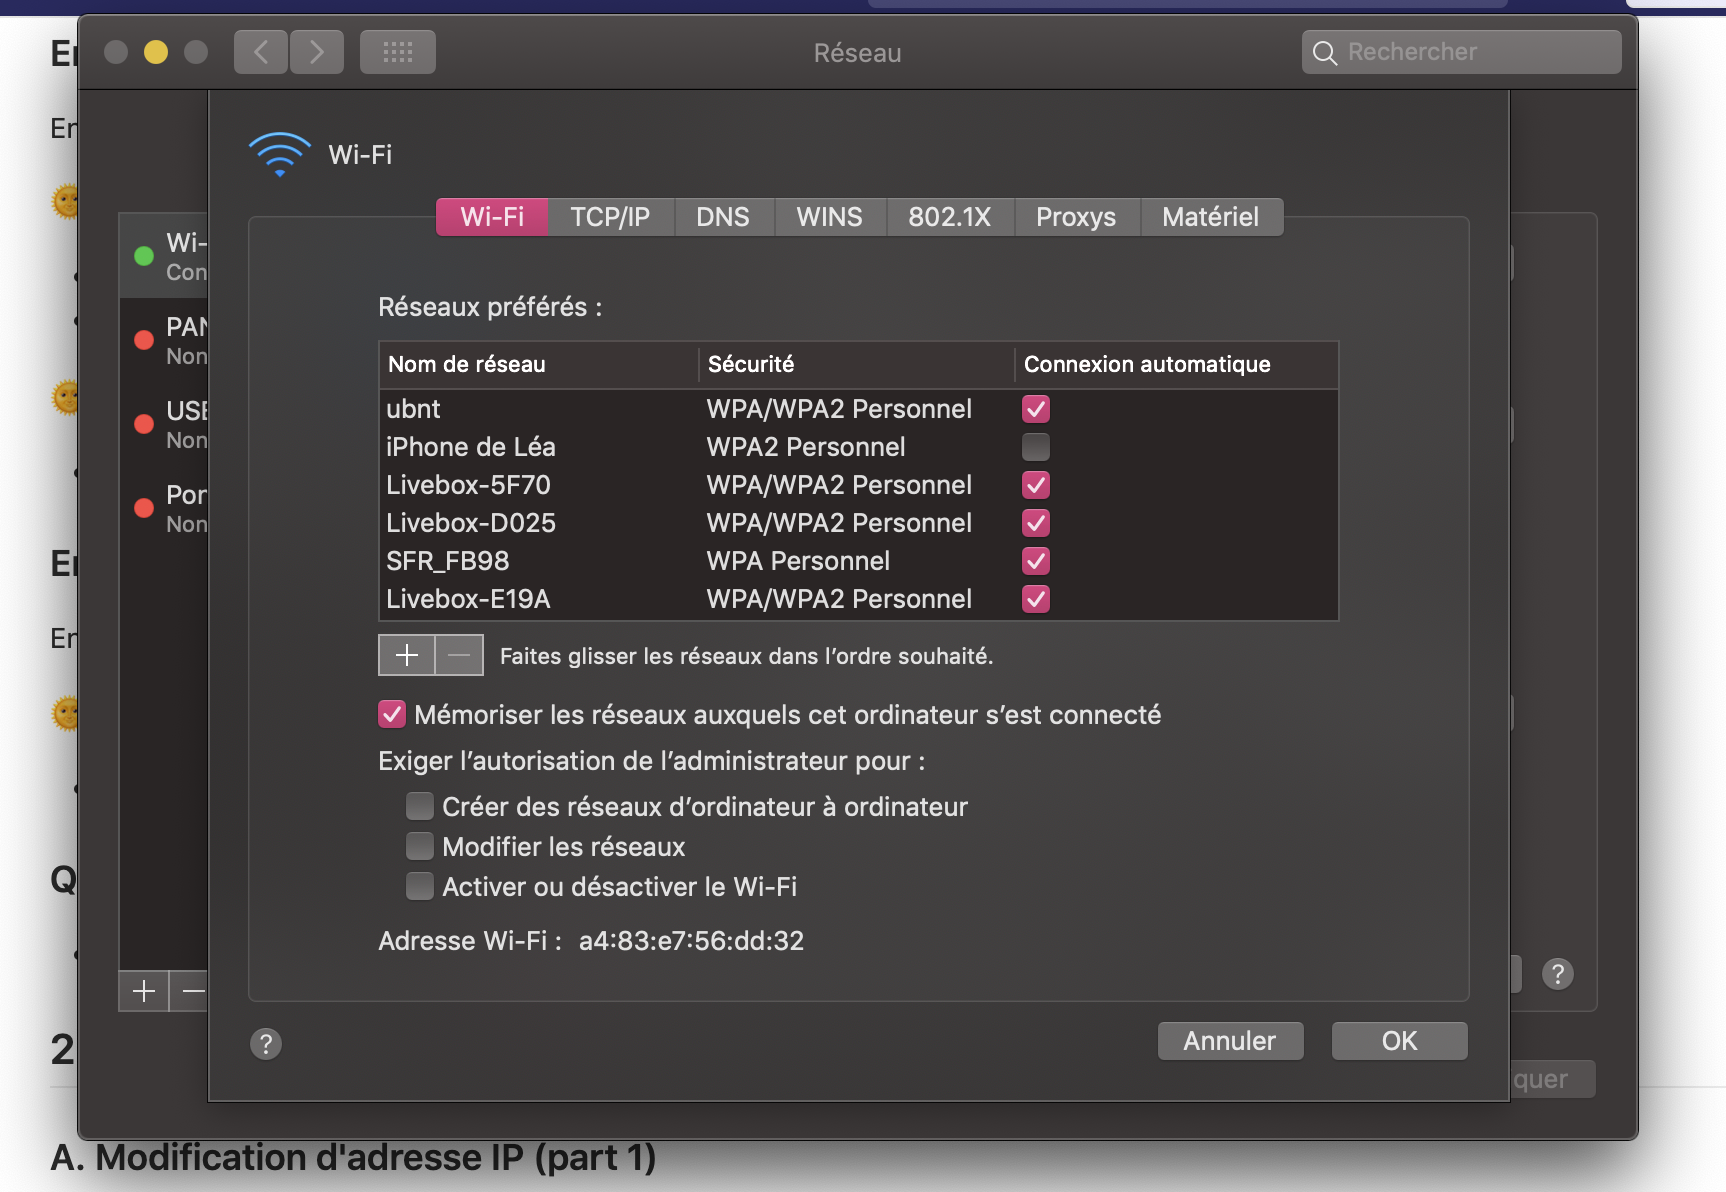 Réseau
Rechercher
Wi-Fi
Wi-Fi TCP/IP DNS WINS 802.1X Proxys Matériel
Réseaux préférés :
Nom de réseau Sécurité Connexion automatique
ubnt WPA/WPA2 Personnel
iPhone de Léa WPA2 Personnel
Livebox-5F70 WPA/WPA2 Personnel
Livebox-D025 WPA/WPA2 Personnel
SFR_FB98 WPA Personnel
Livebox-E19A WPA/WPA2 Personnel
+ — Faites glisser les réseaux dans l’ordre souhaité.
Mémoriser les réseaux auxquels cet ordinateur s’est connecté
Exiger l’autorisation de l’administrateur pour :
Créer des réseaux d’ordinateur à ordinateur
Modifier les réseaux
Activer ou désactiver le Wi-Fi
Adresse Wi-Fi : a4:83:e7:56:dd:32
? Annuler OK
Wi-
Con
PAN
Non
USB
Non
Por
Non
+ —
?
quer
En
En
En
En
Q
2
A. Modification d'adresse IP (part 1)